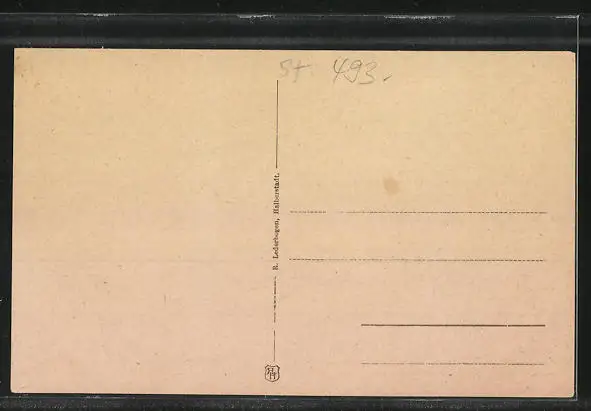 St. 493.
R. Lederbogen, Halberstadt.